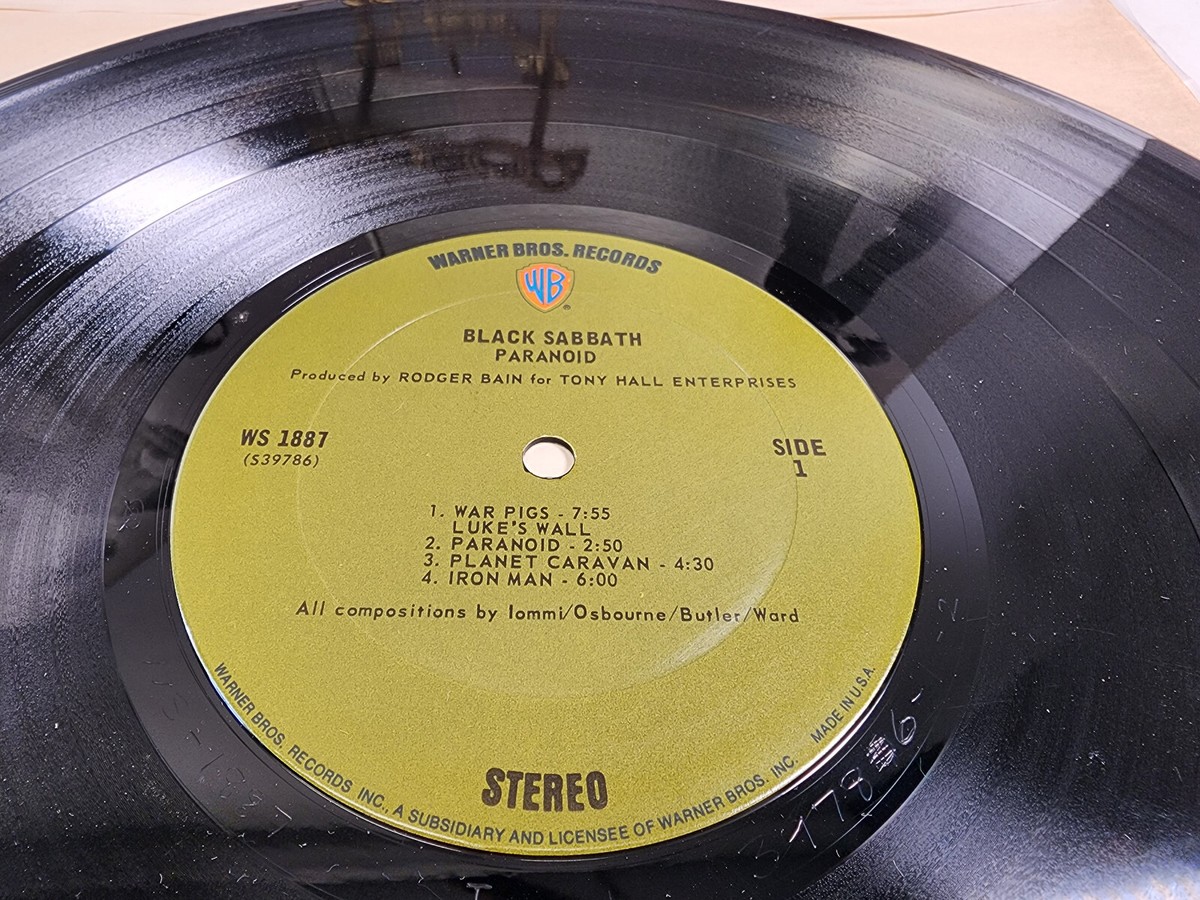 WARNER BROS. RECORDS
WB
®
BLACK SABBATH
PARANOID
Produced by RODGER BAIN for TONY HALL ENTERPRISES
WS 1887
(S39786)
SIDE
1
1. WAR PIGS - 7:55
LUKE'S WALL
2. PARANOID - 2:50
3. PLANET CARAVAN - 4:30
4. IRON MAN - 6:00
All compositions by Iommi/Osbourne/Butler/Ward
STEREO
WARNER BROS. RECORDS INC., A SUBSIDIARY AND LICENSEE OF WARNER BROS. INC. MADE IN U.S.A.